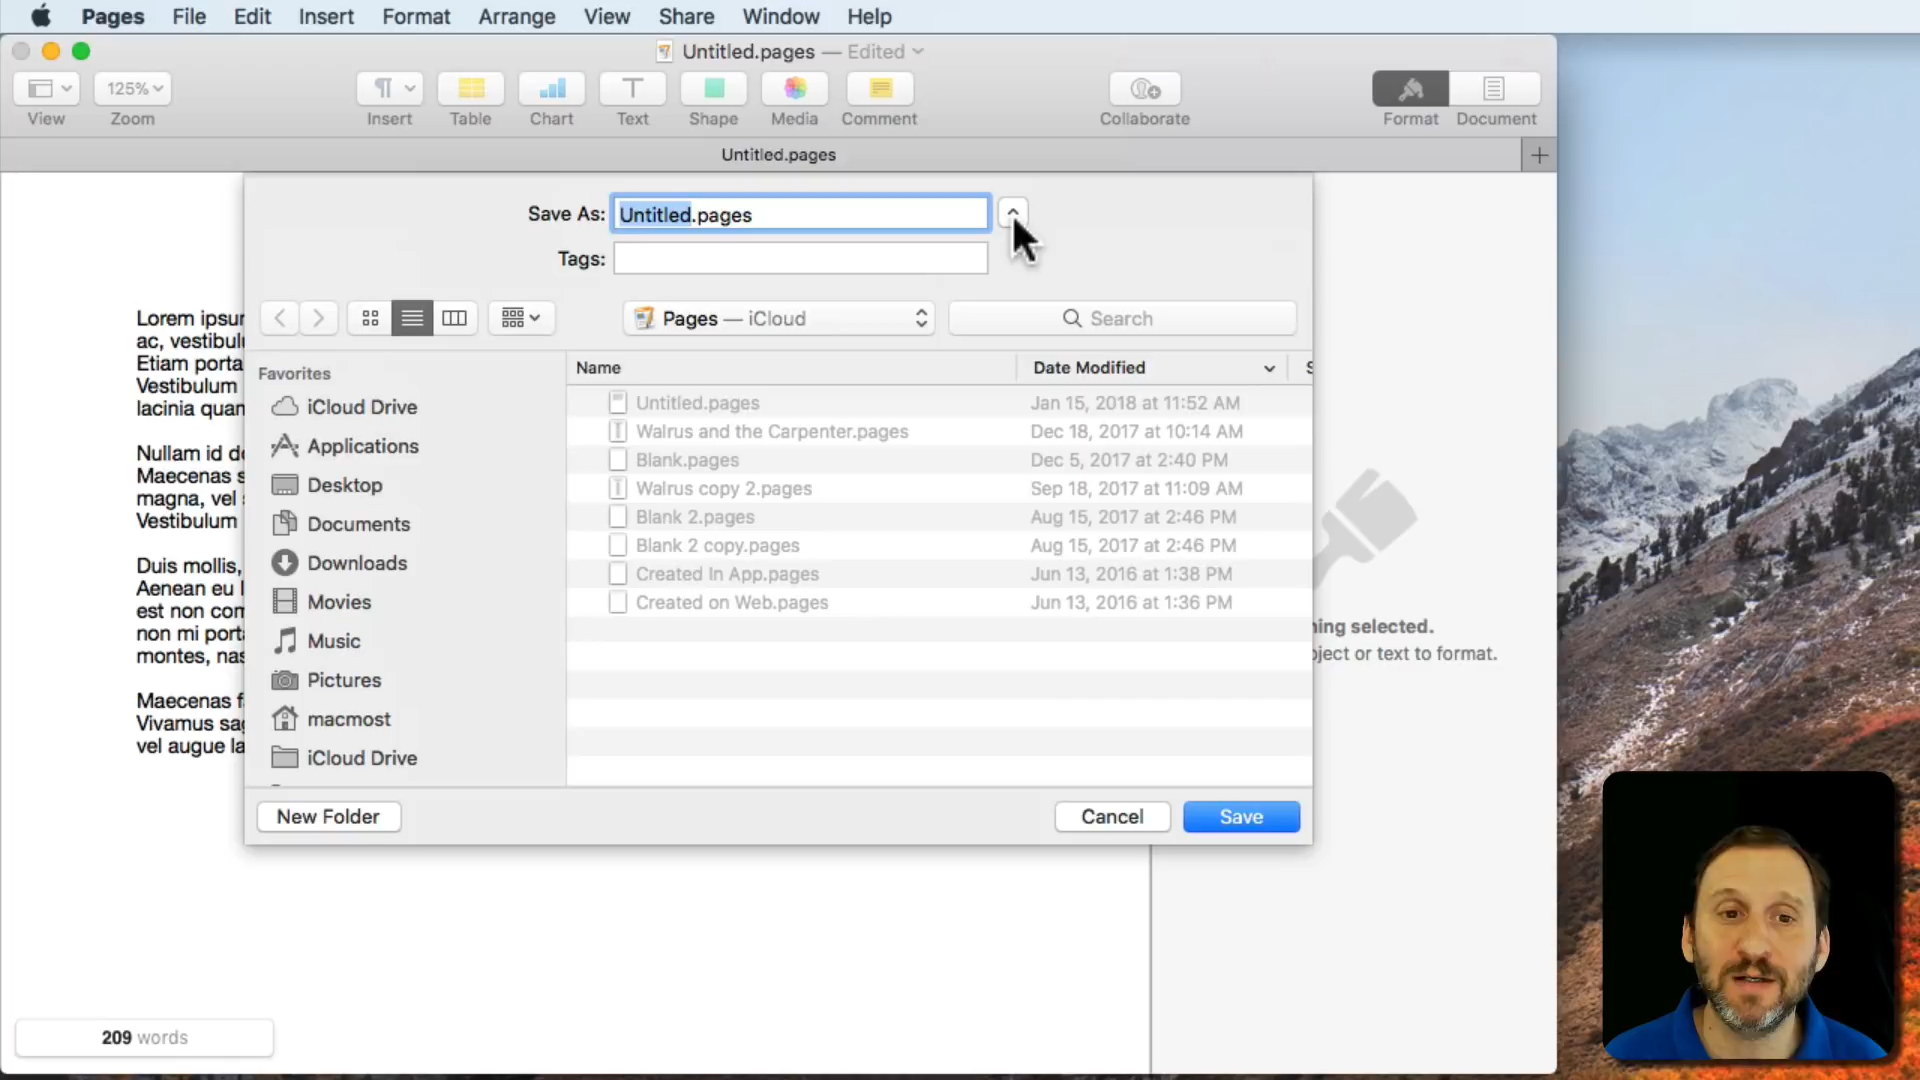 Pages File Edit Insert Format Arrange View Share Window Help
Untitled.pages — Edited
125%
View Zoom Insert Table Chart Text Shape Media Comment Collaborate Format Document
Untitled.pages
Save As: Untitled.pages
Tags:
Pages — iCloud
Search
Favorites
iCloud Drive
Applications
Desktop
Documents
Downloads
Movies
Music
Pictures
macmost
iCloud Drive
Name Date Modified S
Untitled.pages Jan 15, 2018 at 11:52 AM
Walrus and the Carpenter.pages Dec 18, 2017 at 10:14 AM
Blank.pages Dec 5, 2017 at 2:40 PM
Walrus copy 2.pages Sep 18, 2017 at 11:09 AM
Blank 2.pages Aug 15, 2017 at 2:46 PM
Blank 2 copy.pages Aug 15, 2017 at 2:46 PM
Created In App.pages Jun 13, 2016 at 1:38 PM
Created on Web.pages Jun 13, 2016 at 1:36 PM
New Folder Cancel Save
Lorem ipsu
ac, vestibul
Etiam porta
Vestibulum
lacinia quan
Nullam id d
Maecenas s
magna, vel
Vestibulum
Duis mollis,
Aenean eu l
est non com
non mi port
montes, nas
Maecenas f
Vivamus sag
vel augue la
ing selected.
ject or text to format.
209 words